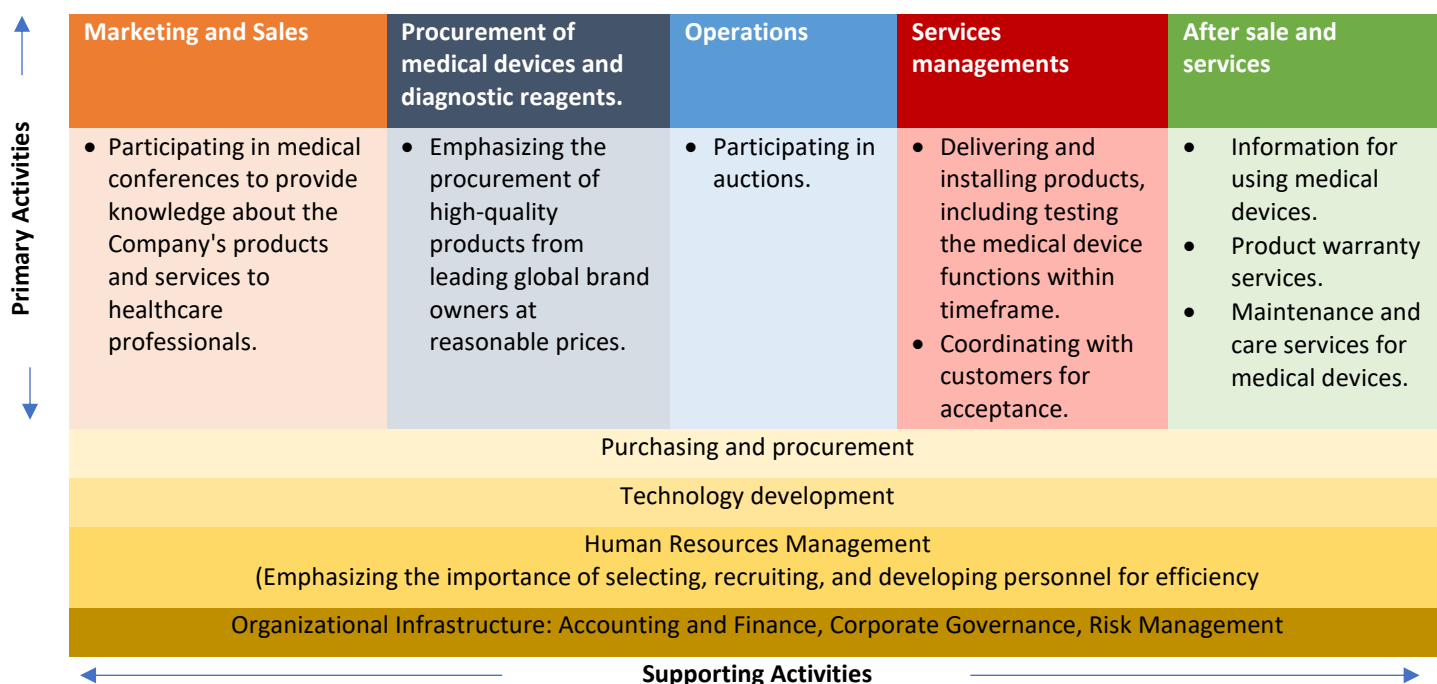 Primary Activities
Marketing and Sales
Procurement of
medical devices and
diagnostic reagents.
Operations
Services
managements
After sale and
services
• Participating in medical
conferences to provide
knowledge about the
Company's products
and services to
healthcare
professionals.
• Emphasizing the
procurement of
high-quality
products from
leading global brand
owners at
reasonable prices.
• Participating in
auctions.
• Delivering and
installing products,
including testing
the medical device
functions within
timeframe.
• Coordinating with
customers for
acceptance.
• Information for
using medical
devices.
• Product warranty
services.
• Maintenance and
care services for
medical devices.
Purchasing and procurement
Technology development
Human Resources Management
(Emphasizing the importance of selecting, recruiting, and developing personnel for efficiency
Organizational Infrastructure: Accounting and Finance, Corporate Governance, Risk Management
Supporting Activities